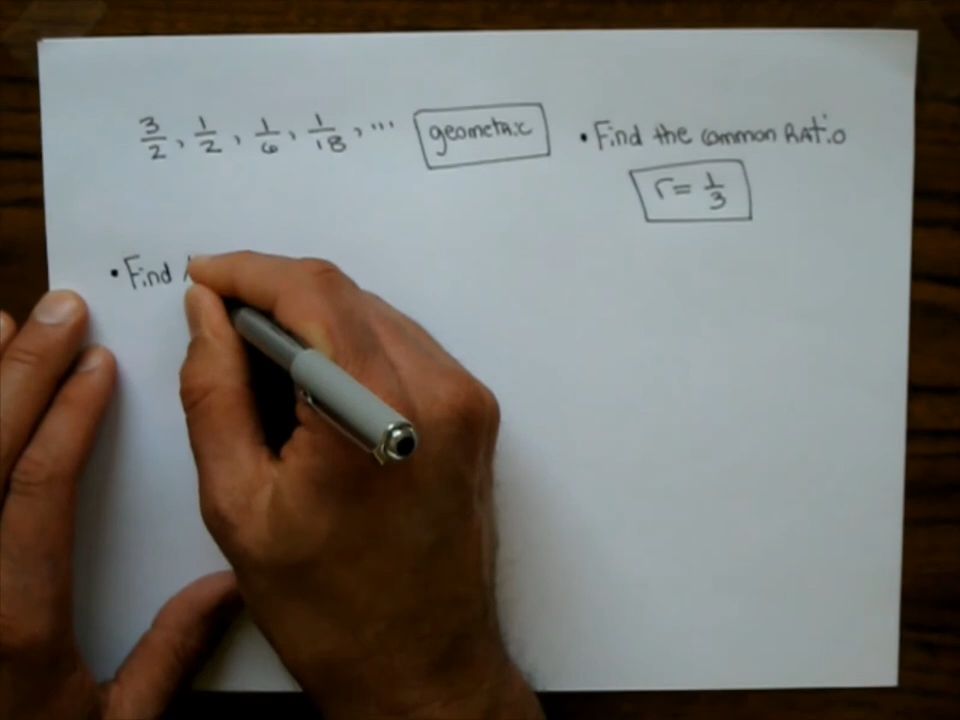 3/2, 1/2, 1/6, 1/18, ... geometric
• Find the common Ratio
r = 1/3
• Find